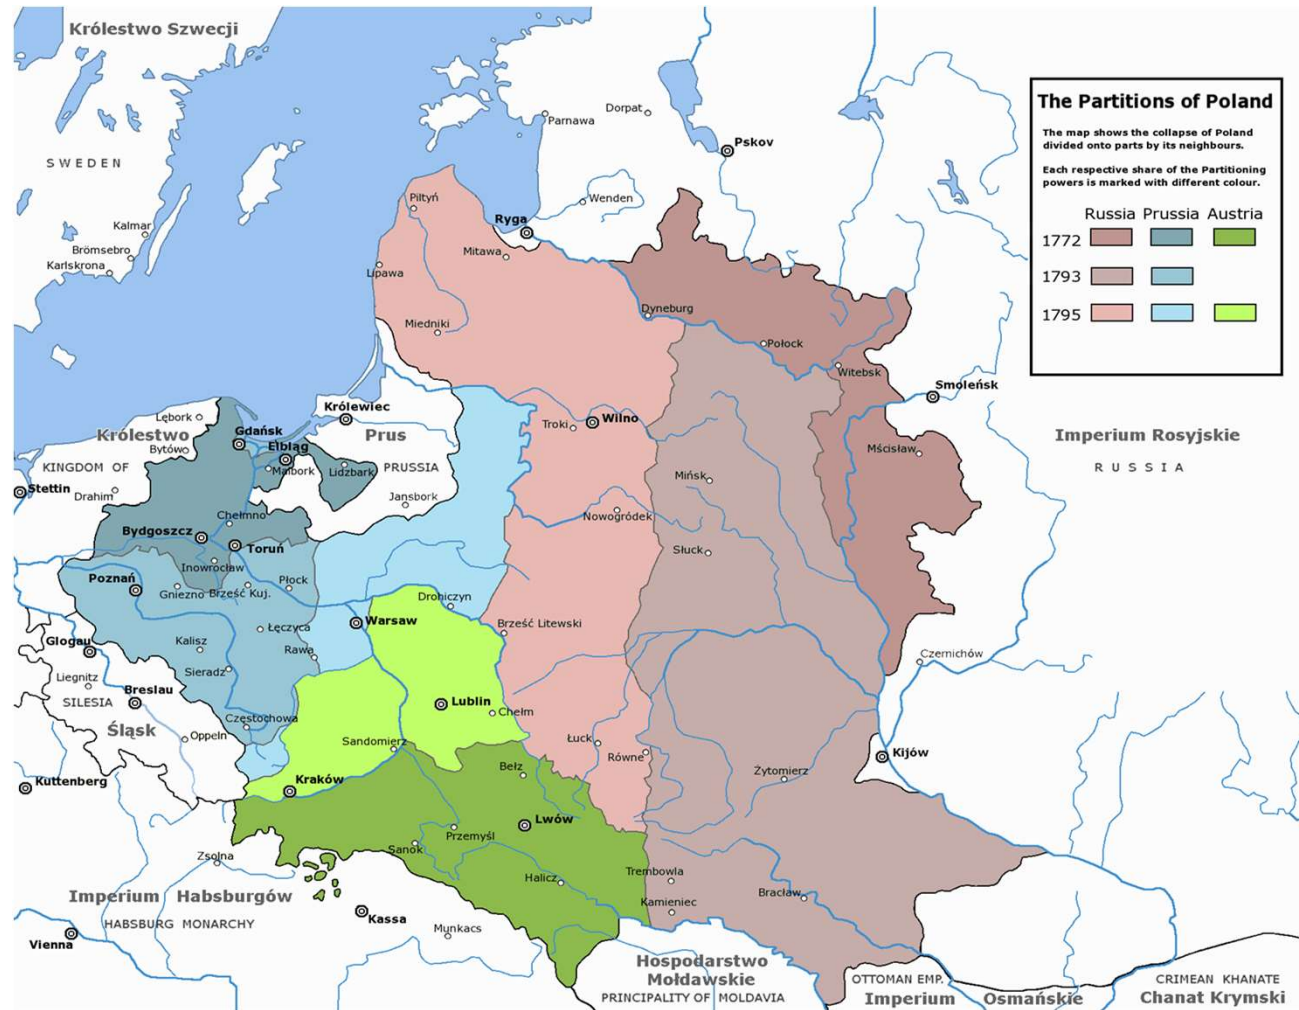 Królestwo Szwecji
SWEDEN
Kalmar
Brömsebro
Karlskrona
Parnawa
Dorpat
Pskov
Piltyń
Wenden
Ryga
Mitawa
Lipawa
Miedniki
Dyneburg
Połock
Witebsk
Smoleńsk
The Partitions of Poland
The map shows the collapse of Poland
divided onto parts by its neighbours.
Each respective share of the Partitioning
powers is marked with different colour.
Russia Prussia Austria
1772
1793
1795
Imperium Rosyjskie
RUSSIA
Lębork
Królestwo
Bytów
KINGDOM OF
Stettin
Drahim
Gdańsk
Elbląg
Malbork
Królewiec
Prus
Lidzbark
PRUSSIA
Jansbork
Troki
Wilno
Mińsk
Mścisław
Nowogródek
Słuck
Chełmno
Bydgoszcz
Toruń
Inowrocław
Poznań
Gniezno
Brześć Kuj.
Płock
Drohiczyn
Warsaw
Brześć Litewski
Łęczyca
Kalisz
Rawa
Sieradz
Glogau
Liegnitz
SILESIA
Breslau
Śląsk
Oppeln
Częstochowa
Lublin
Chełm
Sandomierz
Łuck
Równe
Czernichów
Kijów
Żytomierz
Kuttenberg
Kraków
Bełz
Lwów
Przemyśl
Sanok
Halicz
Trembowla
Kamieniec
Bracław
Zsolna
Imperium Habsburgów
HABSBURG MONARCHY
Vienna
Kassa
Munkacs
Hospodarstwo
Mołdawskie
PRINCIPALITY OF MOLDAVIA
OTTOMAN EMP.
Imperium Osmańskie
CRIMEAN KHANATE
Chanat Krymski